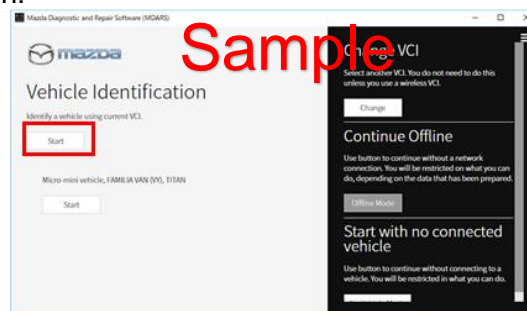 Mazda Diagnostic and Repair Software (MDARS)
mazda
Sample
Vehicle Identification
Identify a vehicle using current VCI.
Start
Micro-mini vehicle, FAMILIA VAN (VY), TITAN
Start
Change VCI
Select another VCI. You do not need to do this
unless you use a wireless VCI.
Change
Continue Offline
Use button to continue without a network
connection. You will be restricted on what you can
do, depending on the data that has been prepared.
Offline Mode
Start with no connected
vehicle
Use button to continue without connecting to a
vehicle. You will be restricted in what you can do.